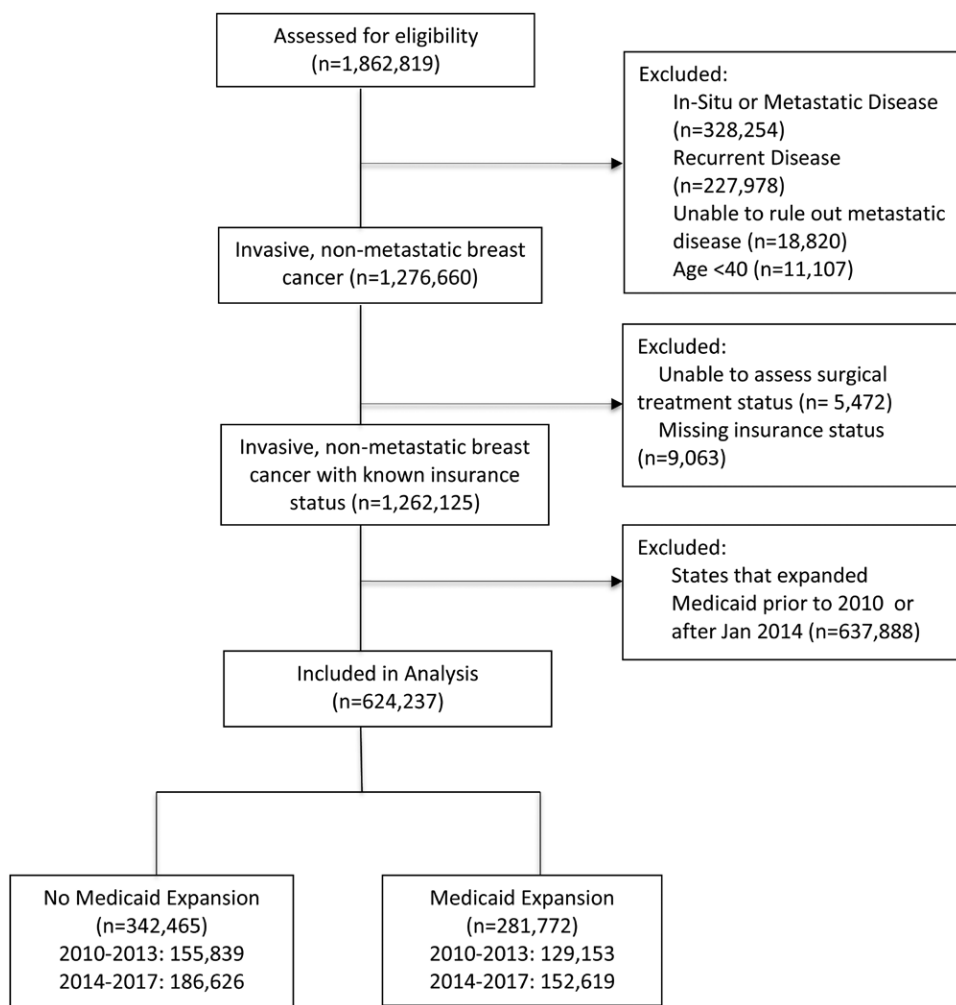 Assessed for eligibility
(n=1,862,819)
Excluded:
In-Situ or Metastatic Disease
(n=328,254)
Recurrent Disease
(n=227,978)
Unable to rule out metastatic
disease (n=18,820)
Age <40 (n=11,107)
Invasive, non-metastatic breast
cancer (n=1,276,660)
Excluded:
Unable to assess surgical
treatment status (n= 5,472)
Missing insurance status
(n=9,063)
Invasive, non-metastatic breast
cancer with known insurance
status (n=1,262,125)
Excluded:
States that expanded
Medicaid prior to 2010 or
after Jan 2014 (n=637,888)
Included in Analysis
(n=624,237)
No Medicaid Expansion
(n=342,465)
2010-2013: 155,839
2014-2017: 186,626
Medicaid Expansion
(n=281,772)
2010-2013: 129,153
2014-2017: 152,619